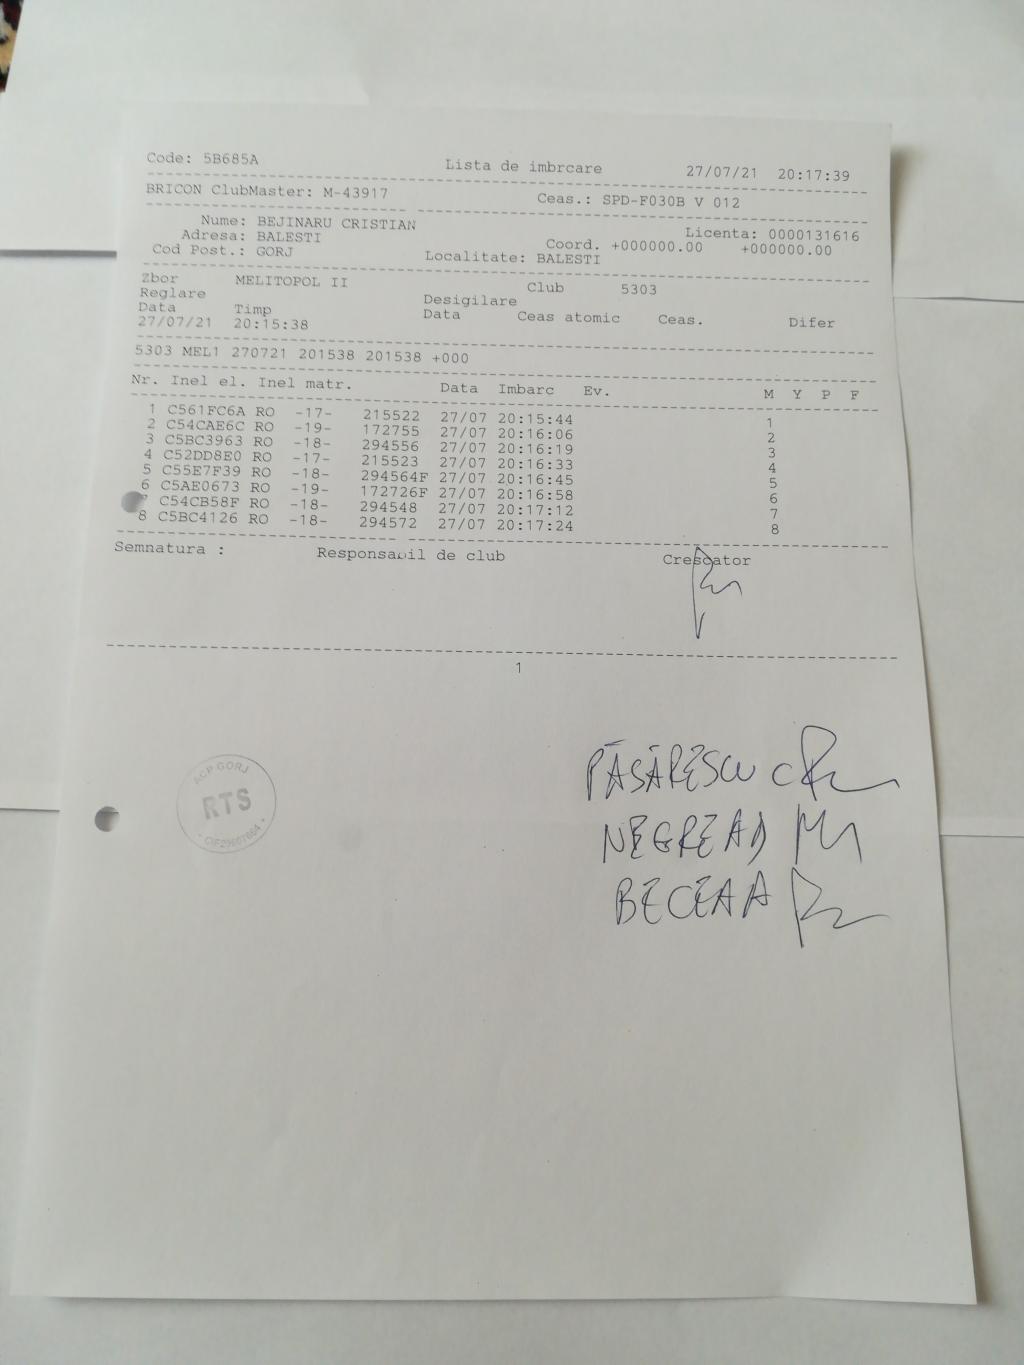 Code: 5B685A Lista de imbrcare 27/07/21 20:17:39
BRICON ClubMaster: M-43917 Ceas.: SPD-F030B V 012
Nume: BEJINARU CRISTIAN Licenta: 0000131616
Adresa: BALESTI Coord. +000000.00 +000000.00
Cod Post.: GORJ Localitate: BALESTI
Zbor MELITOPOL II Club 5303
Reglare Desigilare
Data Timp Data Ceas atomic Ceas. Difer
27/07/21 20:15:38
5303 MEL1 270721 201538 201538 +000
Nr. Inel el. Inel matr. Data Imbarc Ev. M Y P F
1 C561FC6A RO -17- 215522 27/07 20:15:44 1
2 C54CAE6C RO -19- 172755 27/07 20:16:06 2
3 C5BC3963 RO -18- 294556 27/07 20:16:19 3
4 C52DD8E0 RO -17- 215523 27/07 20:16:33 4
5 C55E7F39 RO -18- 294564F 27/07 20:16:45 5
6 C5AE0673 RO -19- 172726F 27/07 20:16:58 6
7 C54CB58F RO -18- 294548 27/07 20:17:12 7
8 C5BC4126 RO -18- 294572 27/07 20:17:24 8
Semnatura : Responsabil de club Crescator
1
ACP GORJ
RTS
PĂSĂRESCU C
NEGREA D
BECEA A